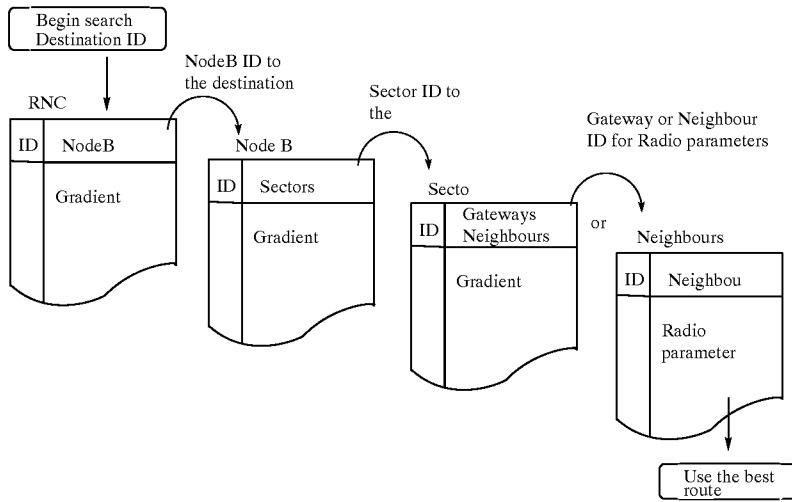 Begin search
Destination ID
NodeB ID to
the destination
Sector ID to
the
Gateway or Neighbour
ID for Radio parameters
RNC
ID NodeB
Gradient
Node B
ID Sectors
Gradient
Secto
ID Gateways
Neighbours
Gradient
or
Neighbours
ID Neighbou
Radio
parameter
Use the best
route